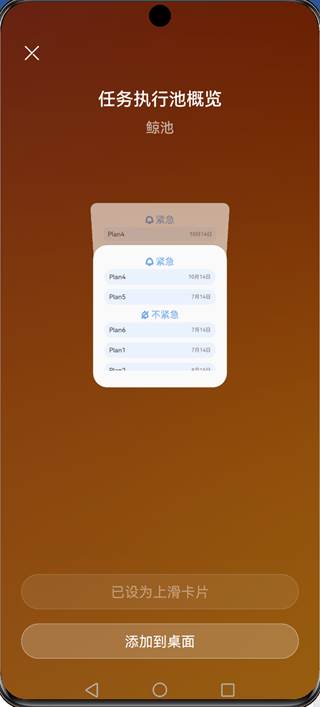 任务执行池概览
鲸池
紧急
Plan4 10月14日
紧急
Plan4 10月14日
Plan5 7月14日
不紧急
Plan6 7月14日
Plan1 7月14日
已设为上滑卡片
添加到桌面